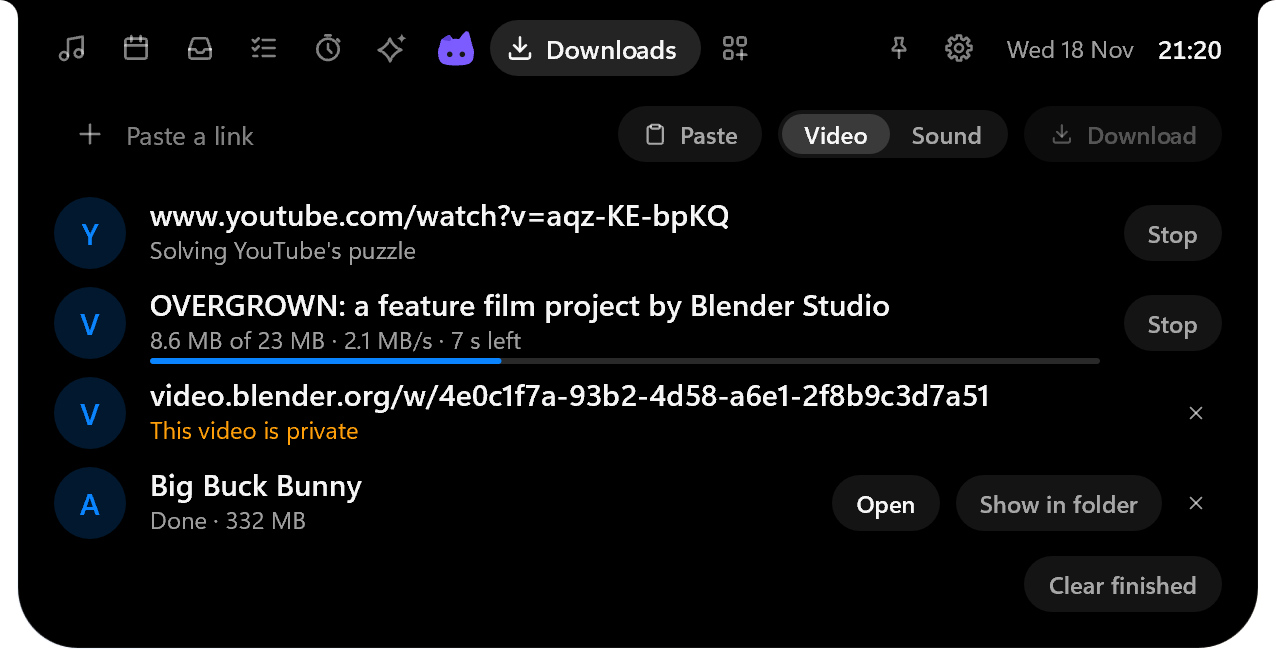 Downloads
Wed 18 Nov 21:20
Paste a link
Paste
Video
Sound
Download
Y
www.youtube.com/watch?v=aqz-KE-bpKQ
Solving YouTube's puzzle
Stop
V
OVERGROWN: a feature film project by Blender Studio
8.6 MB of 23 MB · 2.1 MB/s · 7 s left
Stop
V
video.blender.org/w/4e0c1f7a-93b2-4d58-a6e1-2f8b9c3d7a51
This video is private
A
Big Buck Bunny
Done · 332 MB
Open
Show in folder
Clear finished